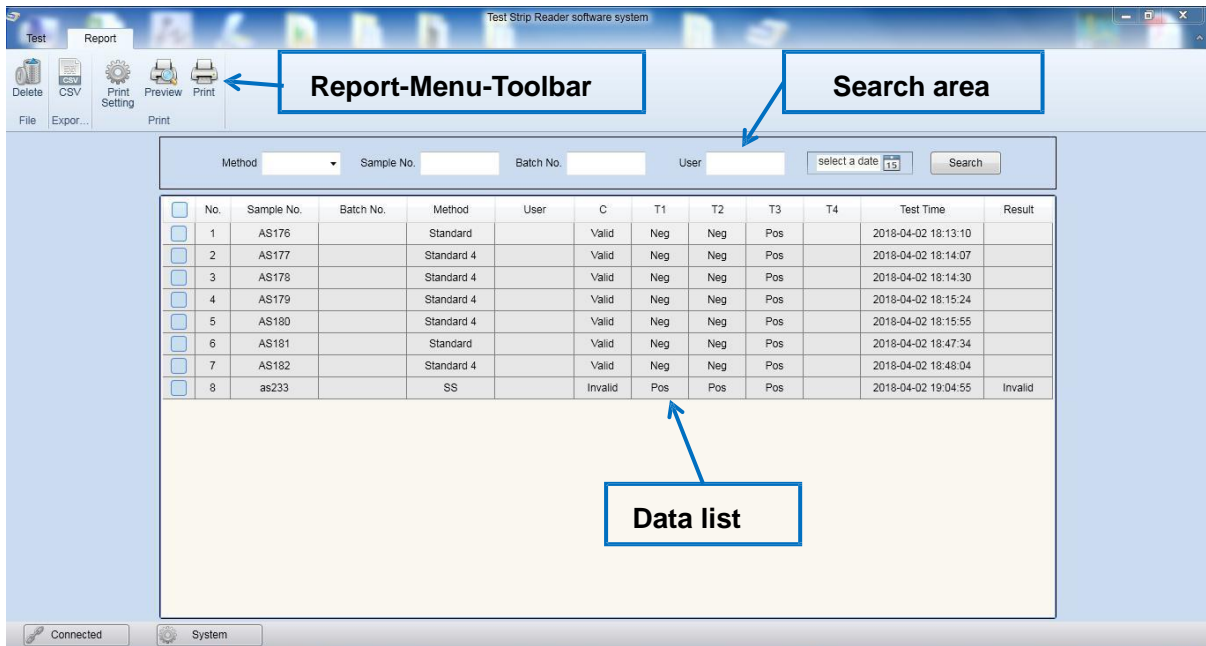 Test Strip Reader software system
Test Report
Delete CSV Print Setting Preview Print
File Expor... Print
Report-Menu-Toolbar
Search area
Method Sample No. Batch No. User select a date 15 Search
No. Sample No. Batch No. Method User C T1 T2 T3 T4 Test Time Result
1 AS176 Standard Valid Neg Neg Pos 2018-04-02 18:13:10
2 AS177 Standard 4 Valid Neg Neg Pos 2018-04-02 18:14:07
3 AS178 Standard 4 Valid Neg Neg Pos 2018-04-02 18:14:30
4 AS179 Standard 4 Valid Neg Neg Pos 2018-04-02 18:15:24
5 AS180 Standard 4 Valid Neg Neg Pos 2018-04-02 18:15:55
6 AS181 Standard Valid Neg Neg Pos 2018-04-02 18:47:34
7 AS182 Standard 4 Valid Neg Neg Pos 2018-04-02 18:48:04
8 as233 SS Invalid Pos Pos Pos 2018-04-02 19:04:55 Invalid
Data list
Connected System